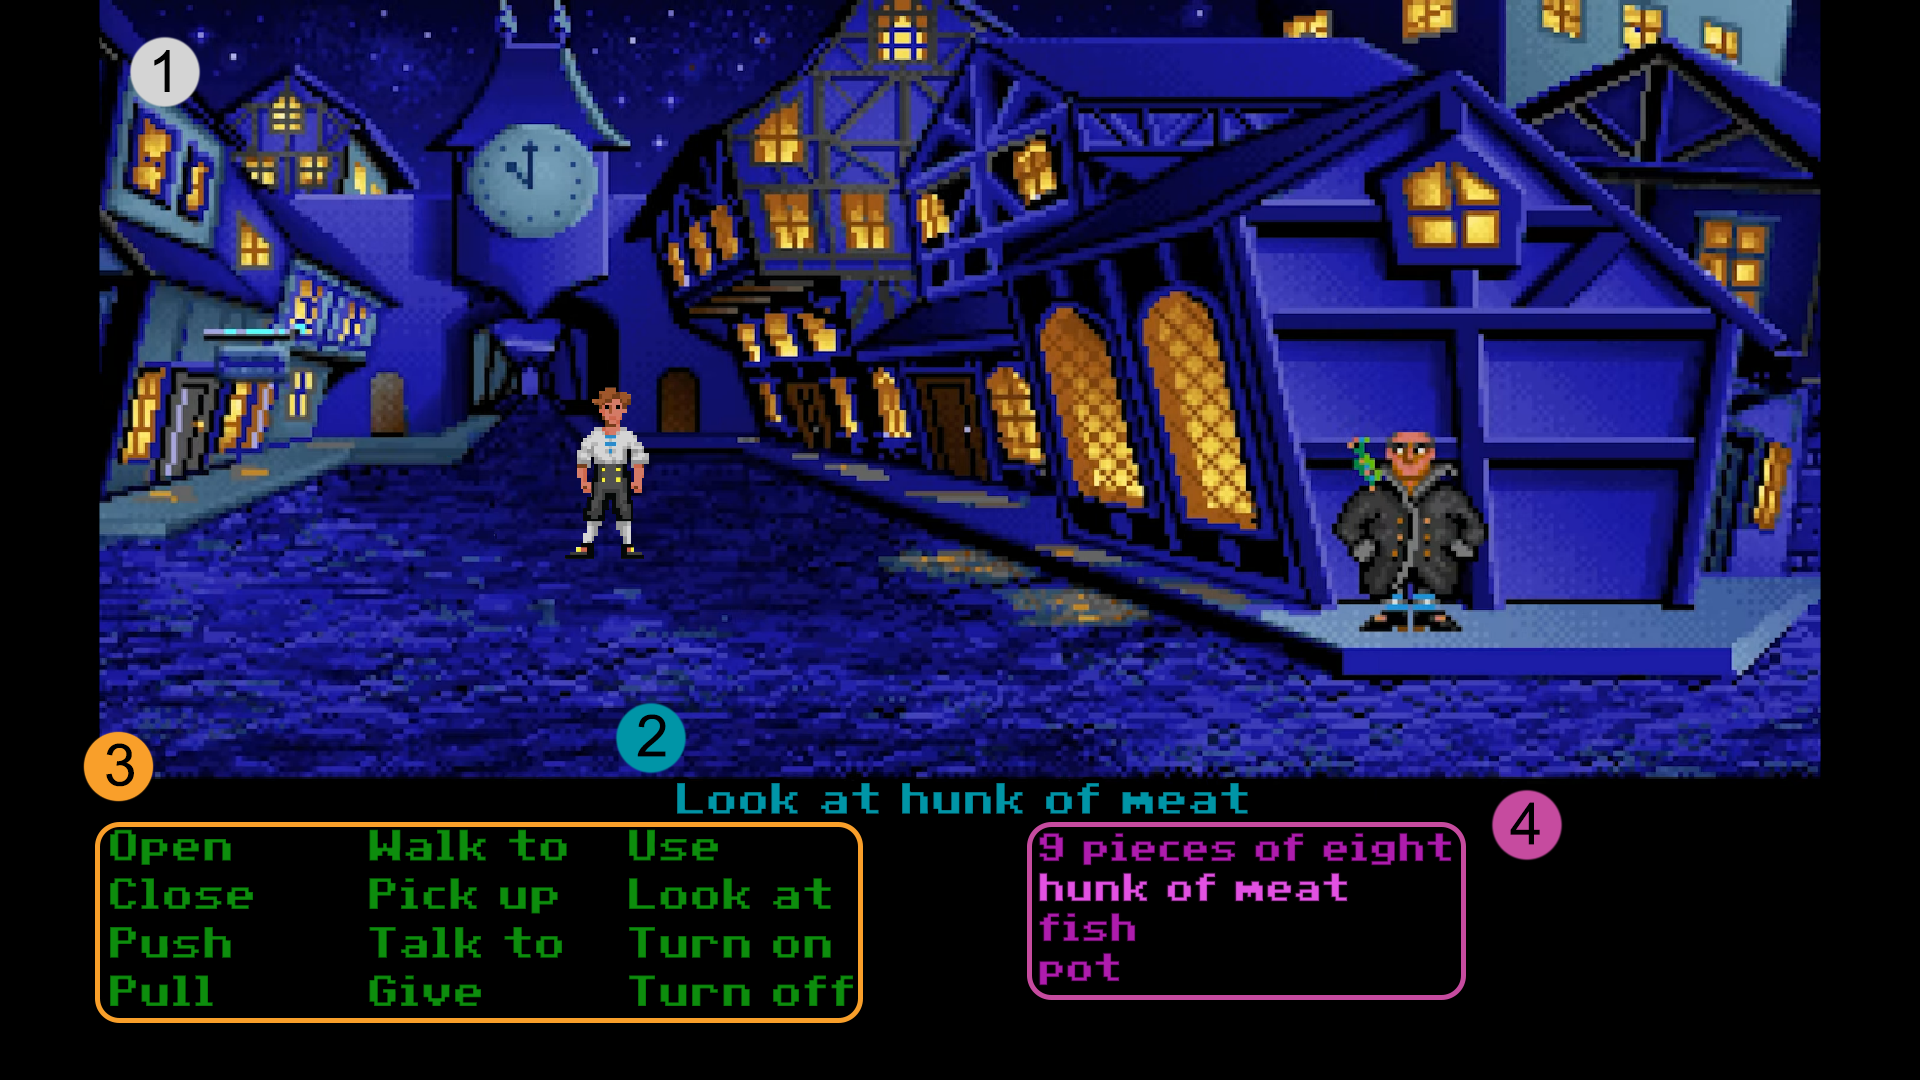 1
2
3
Look at hunk of meat
4
Open Walk to Use
Close Pick up Look at
Push Talk to Turn on
Pull Give Turn off
9 pieces of eight
hunk of meat
fish
pot